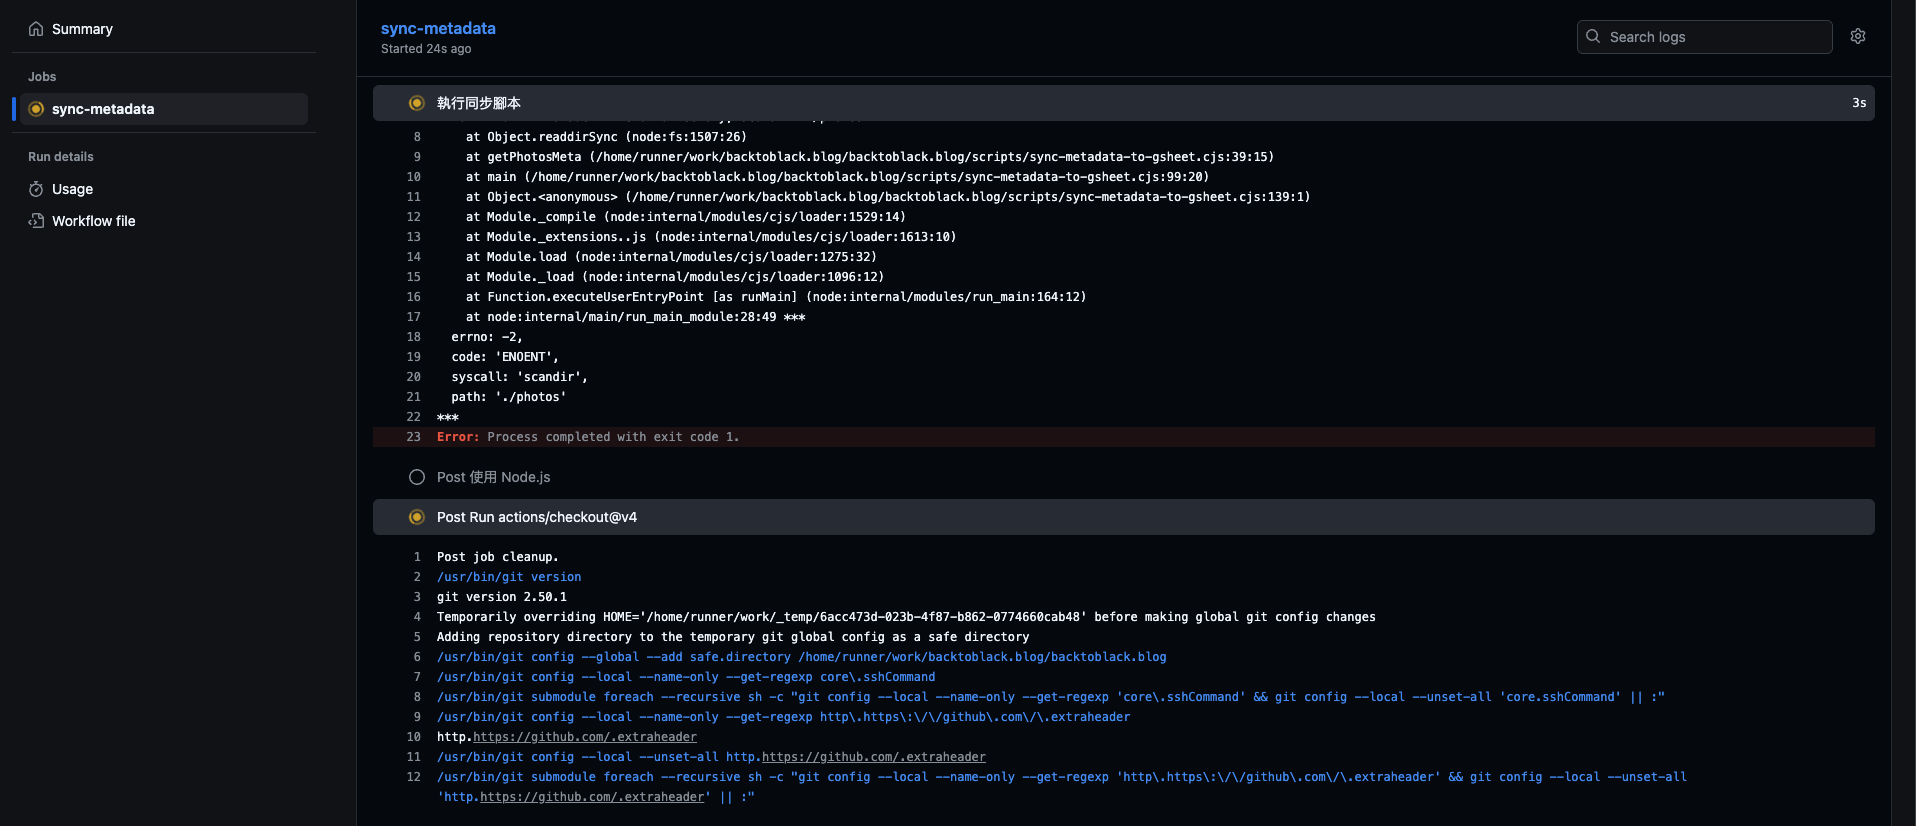 Summary
Jobs
sync-metadata
Run details
Usage
Workflow file
sync-metadata
Started 24s ago
Search logs
執行同步腳本
3s
8 at Object.readdirSync (node:fs:1507:26)
9 at getPhotosMeta (/home/runner/work/backtoblack.blog/backtoblack.blog/scripts/sync-metadata-to-gsheet.cjs:39:15)
10 at main (/home/runner/work/backtoblack.blog/backtoblack.blog/scripts/sync-metadata-to-gsheet.cjs:99:20)
11 at Object.<anonymous> (/home/runner/work/backtoblack.blog/backtoblack.blog/scripts/sync-metadata-to-gsheet.cjs:139:1)
12 at Module._compile (node:internal/modules/cjs/loader:1529:14)
13 at Module._extensions..js (node:internal/modules/cjs/loader:1613:10)
14 at Module.load (node:internal/modules/cjs/loader:1275:32)
15 at Module._load (node:internal/modules/cjs/loader:1096:12)
16 at Function.executeUserEntryPoint [as runMain] (node:internal/modules/run_main:164:12)
17 at node:internal/main/run_main_module:28:49 ***
18 errno: -2,
19 code: 'ENOENT',
20 syscall: 'scandir',
21 path: './photos'
22 ***
23 Error: Process completed with exit code 1.
Post 使用 Node.js
Post Run actions/checkout@v4
1 Post job cleanup.
2 /usr/bin/git version
3 git version 2.50.1
4 Temporarily overriding HOME='/home/runner/work/_temp/6acc473d-023b-4f87-b862-0774660cab48' before making global git config changes
5 Adding repository directory to the temporary git global config as a safe directory
6 /usr/bin/git config --global --add safe.directory /home/runner/work/backtoblack.blog/backtoblack.blog
7 /usr/bin/git config --local --name-only --get-regexp core\.sshCommand
8 /usr/bin/git submodule foreach --recursive sh -c "git config --local --name-only --get-regexp 'core\.sshCommand' && git config --local --unset-all 'core.sshCommand' || :"
9 /usr/bin/git config --local --name-only --get-regexp http\.https\:\/\/github\.com\/\.extraheader
10 http.https://github.com/.extraheader
11 /usr/bin/git config --local --unset-all http.https://github.com/.extraheader
12 /usr/bin/git submodule foreach --recursive sh -c "git config --local --name-only --get-regexp 'http\.https\:\/\/github\.com\/\.extraheader' && git config --local --unset-all
'http.https://github.com/.extraheader' || :"